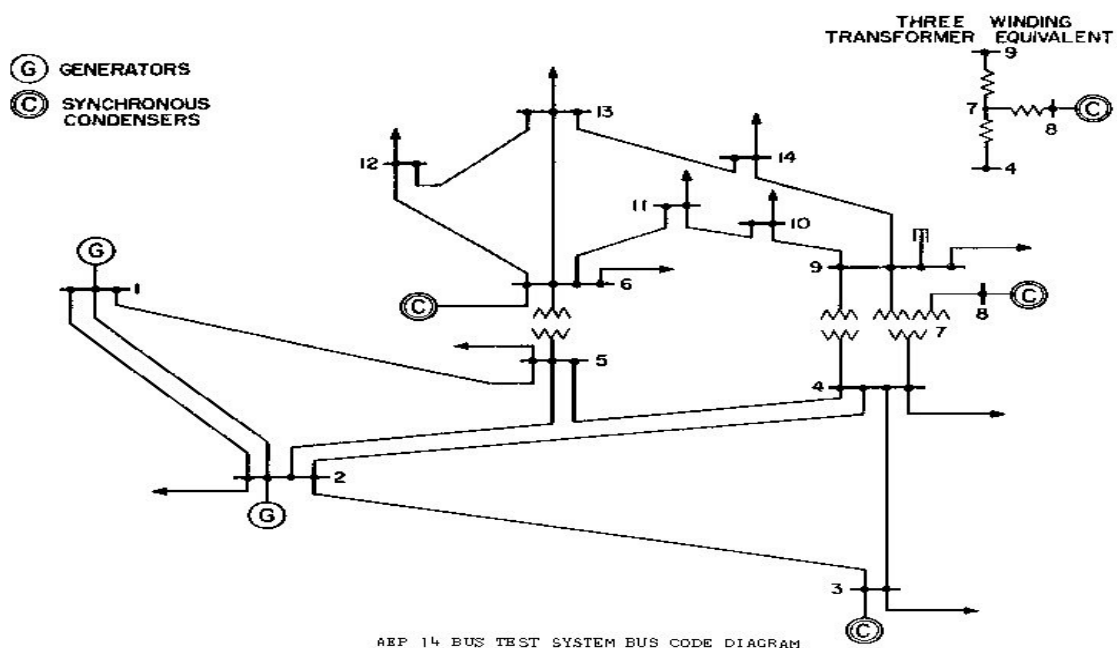 THREE WINDING
TRANSFORMER EQUIVALENT
9
7
8
C
4
G GENERATORS
C SYNCHRONOUS
CONDENSERS
13
12
14
11
10
9
G
1
6
C
8
C
7
5
4
2
G
3
C
AEP 14 BUS TEST SYSTEM BUS CODE DIAGRAM